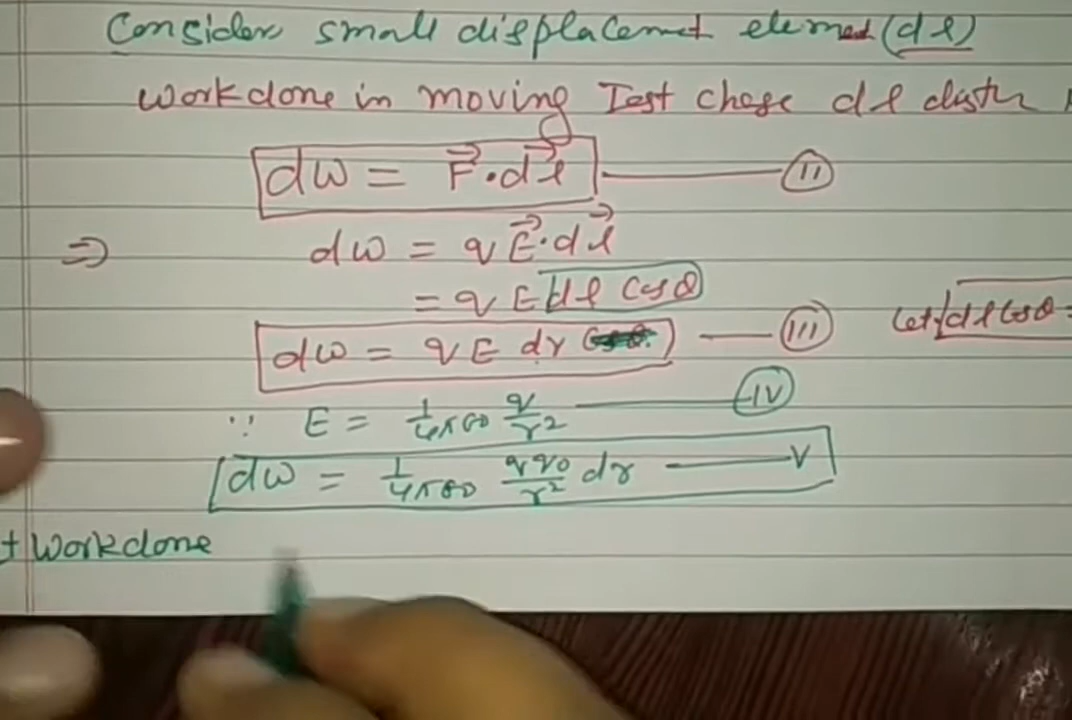 Consider small displacement element (dl)
Workdone in moving Test charge dl distn
dw = F⃗·dl⃗ — (II)
⇒ dw = qE⃗·dl⃗
= qE dl Cosθ
dw = qE dr — (III) Let dl Cosθ =
∵ E = 1/4πε0 q/r² — (IV)
dw = 1/4πε0 qq0/r² dr — V
Workdone